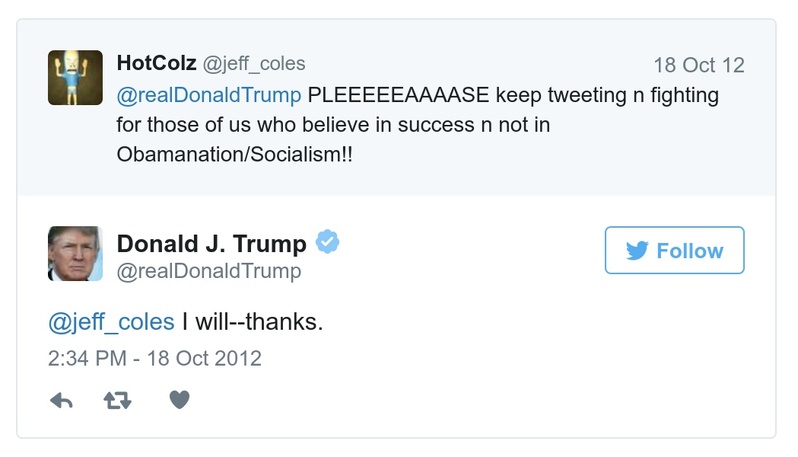 HotColz @jeff_coles 18 Oct 12
@realDonaldTrump PLEEEEEAAAASE keep tweeting n fighting
for those of us who believe in success n not in
Obamanation/Socialism!!
Donald J. Trump
@realDonaldTrump
Follow
@jeff_coles I will--thanks.
2:34 PM - 18 Oct 2012